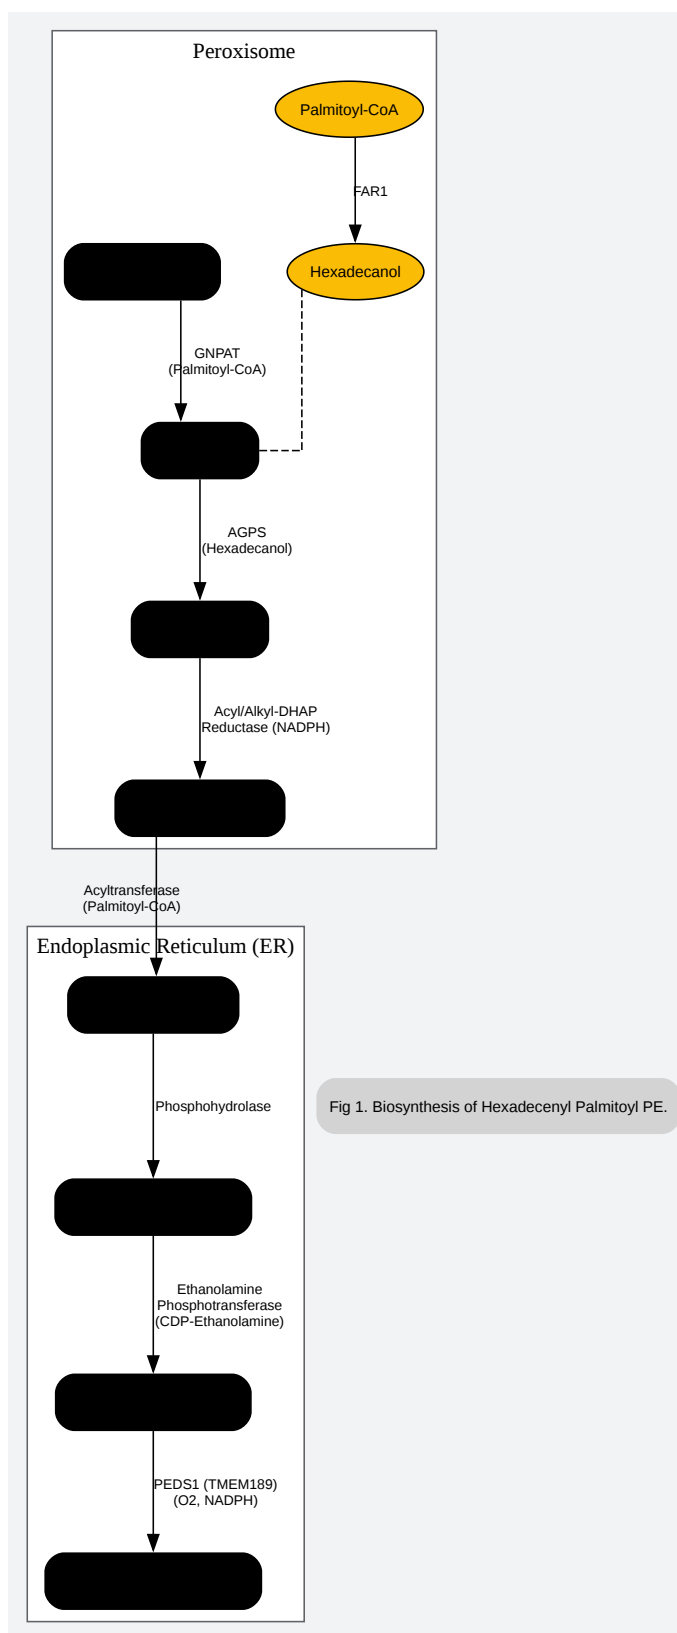 Peroxisome
Palmitoyl-CoA
FAR1
Hexadecanol
GNPAT
(Palmitoyl-CoA)
AGPS
(Hexadecanol)
Acyl/Alkyl-DHAP
Reductase (NADPH)
Acyltransferase
(Palmitoyl-CoA)
Endoplasmic Reticulum (ER)
Phosphohydrolase
Fig 1. Biosynthesis of Hexadecenyl Palmitoyl PE.
Ethanolamine
Phosphotransferase
(CDP-Ethanolamine)
PEDS1 (TMEM189)
(O2, NADPH)